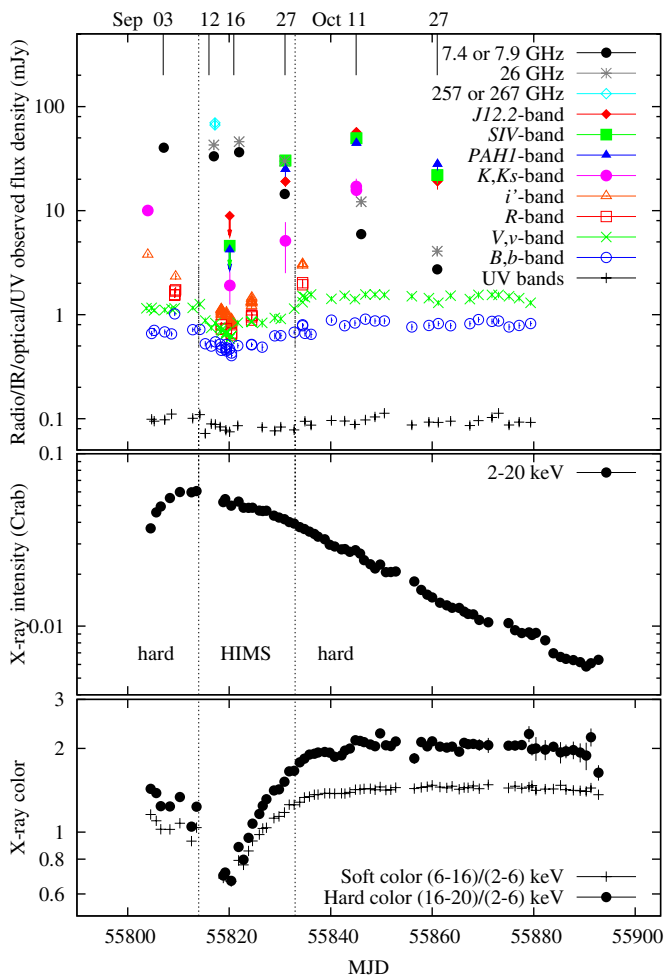 Sep 03 12 16 27 Oct 11 27
Radio/IR/optical/UV observed flux density (mJy)
100
10
1
0.1
7.4 or 7.9 GHz
26 GHz
257 or 267 GHz
J12.2-band
SIV-band
PAH1-band
K,Ks-band
i'-band
R-band
V,v-band
B,b-band
UV bands
X-ray intensity (Crab)
0.1
0.01
2-20 keV
hard HIMS hard
X-ray color
3
2
1
0.8
0.6
Soft color (6-16)/(2-6) keV
Hard color (16-20)/(2-6) keV
55800 55820 55840 55860 55880 55900
MJD